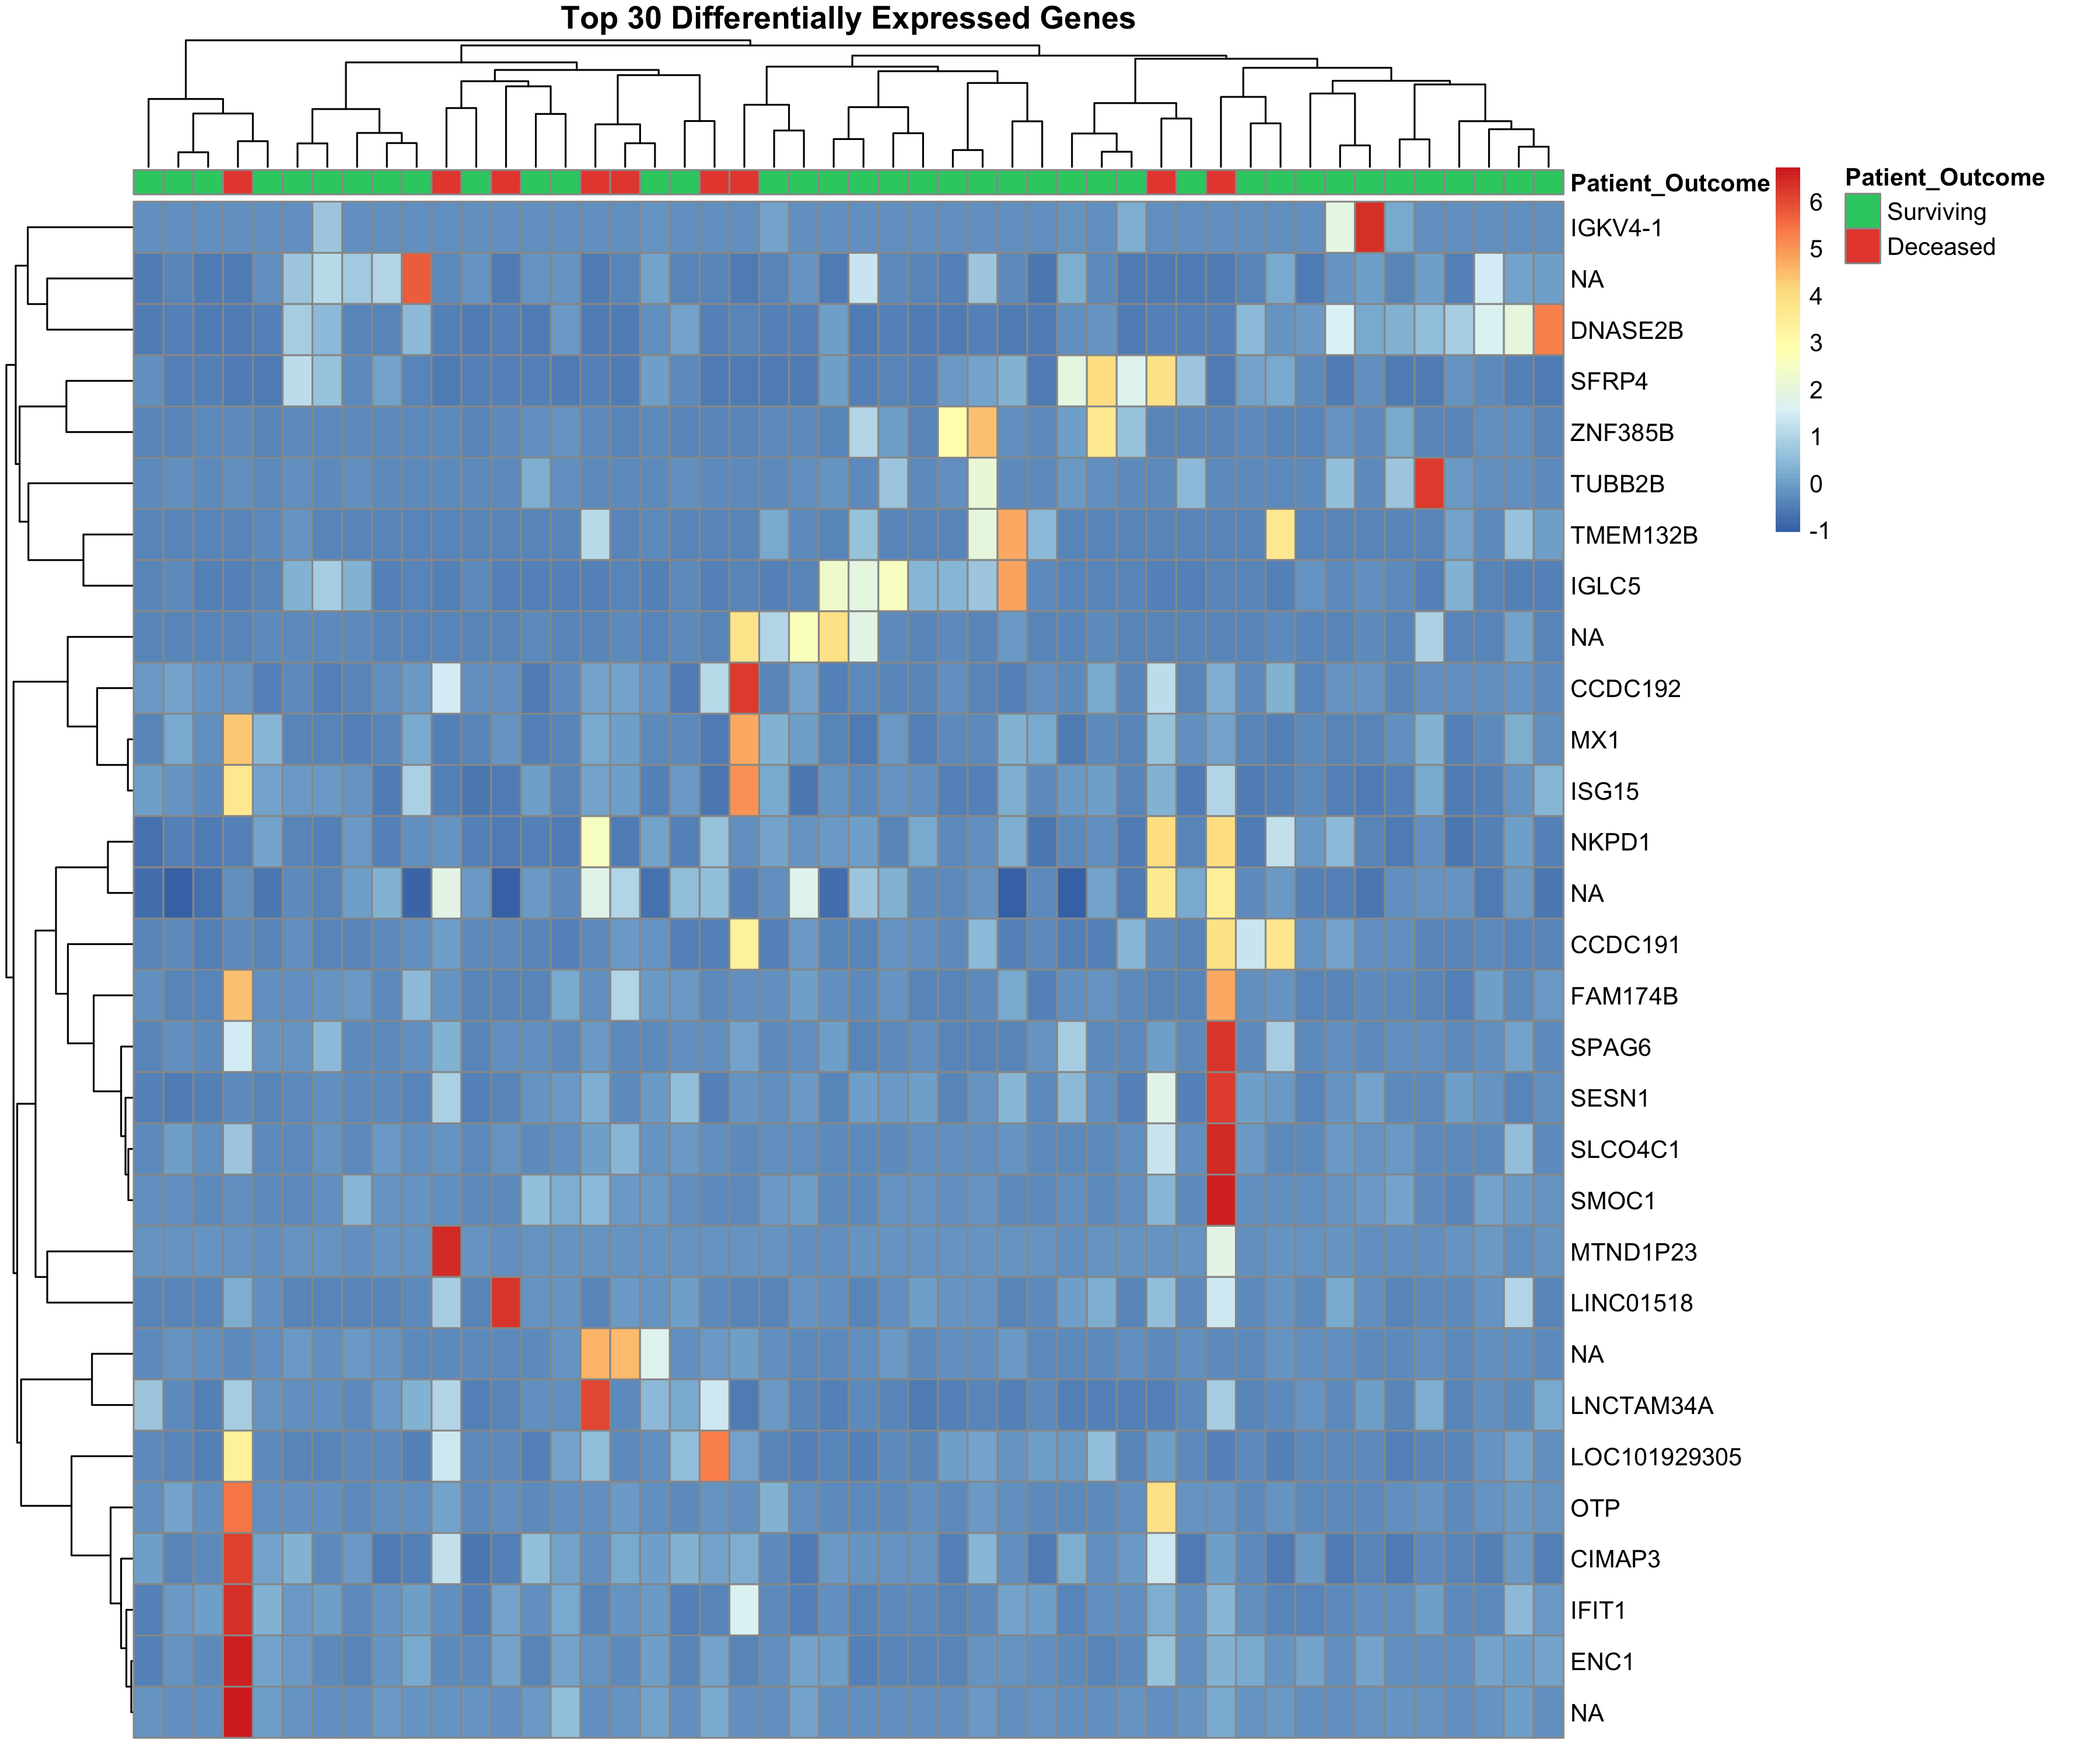 Top 30 Differentially Expressed Genes
Patient_Outcome
Patient_Outcome
Surviving
Deceased
6
5
4
3
2
1
0
-1
IGKV4-1
NA
DNASE2B
SFRP4
ZNF385B
TUBB2B
TMEM132B
IGLC5
NA
CCDC192
MX1
ISG15
NKPD1
NA
CCDC191
FAM174B
SPAG6
SESN1
SLCO4C1
SMOC1
MTND1P23
LINC01518
NA
LNCTAM34A
LOC101929305
OTP
CIMAP3
IFIT1
ENC1
NA